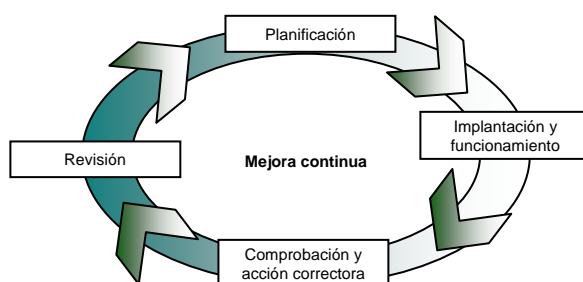 Planificación
Implantación y
funcionamiento
Revisión
Mejora continua
Comprobación y
acción correctora